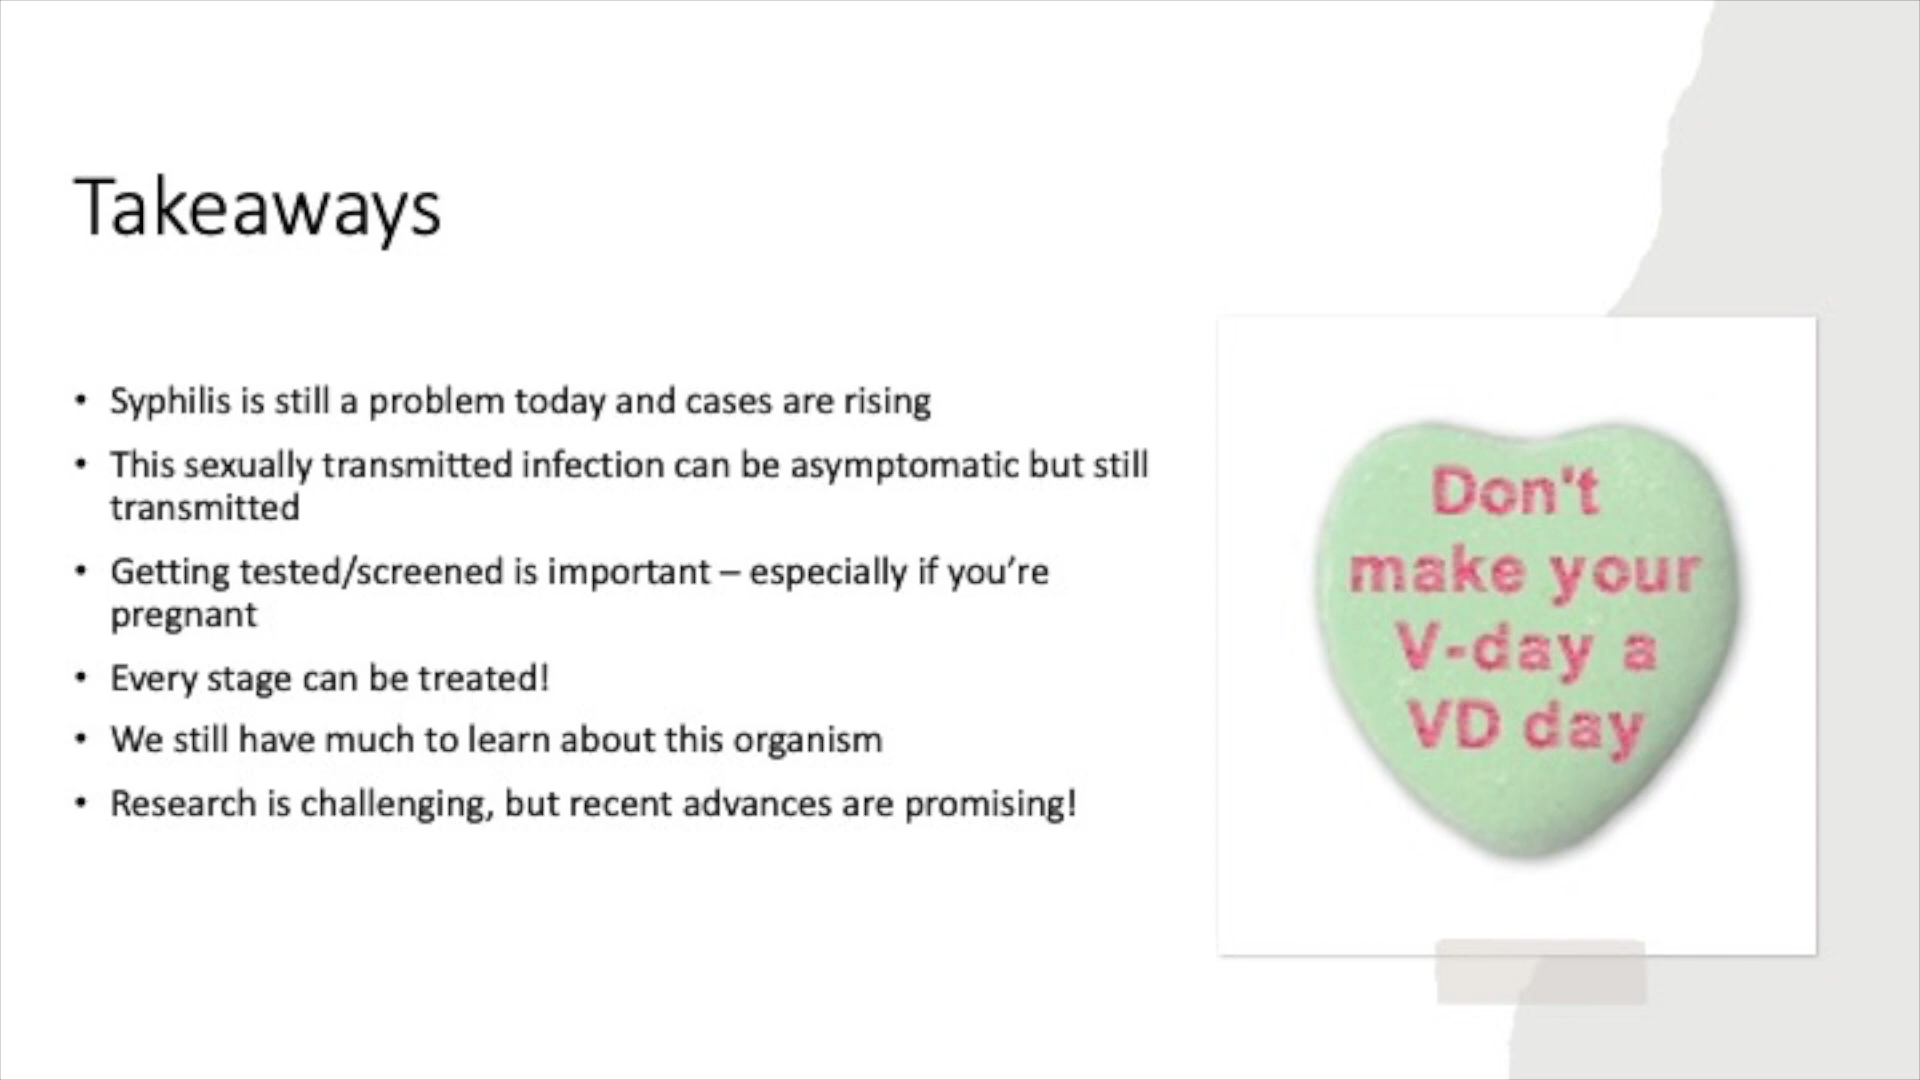 Takeaways
• Syphilis is still a problem today and cases are rising
• This sexually transmitted infection can be asymptomatic but still
transmitted
• Getting tested/screened is important – especially if you’re
pregnant
• Every stage can be treated!
• We still have much to learn about this organism
• Research is challenging, but recent advances are promising!
Don't
make your
V-day a
VD day